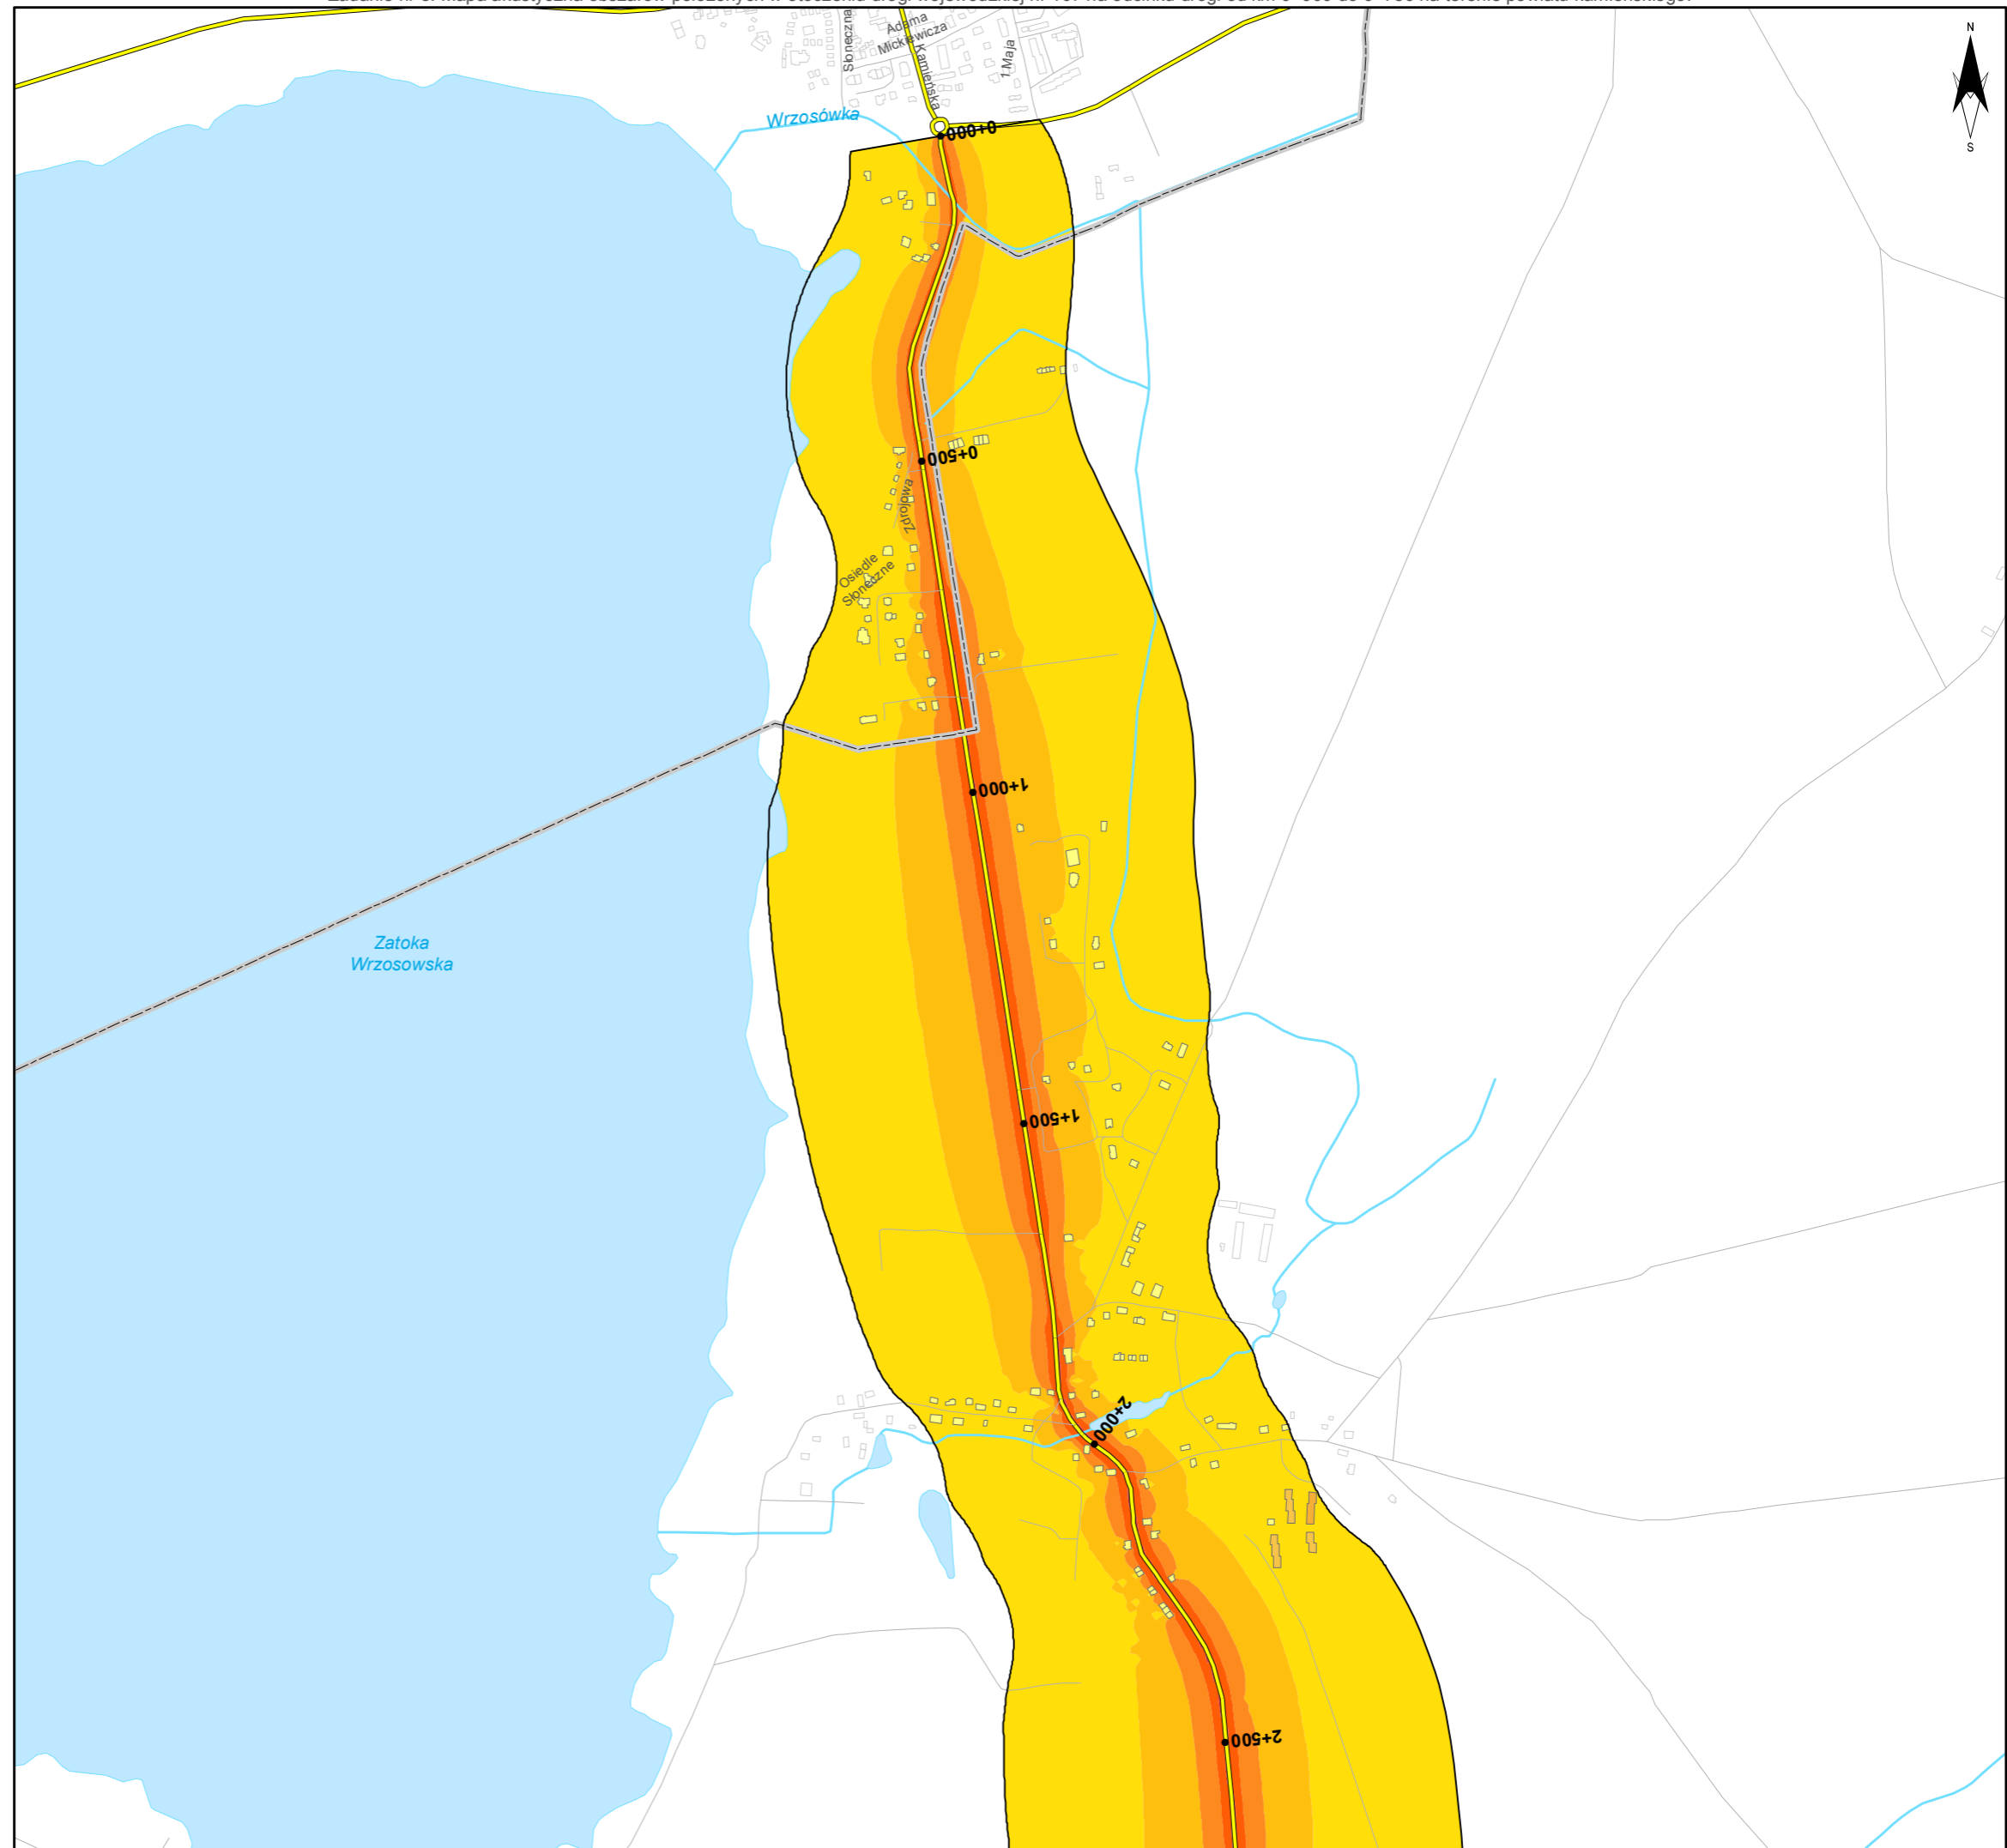 N
S
Słoneczna
Adama
Mickiewicza
Kamieńska
1 Maja
Wrzosówka
0+000
0+500
Zdrojowa
Osiedle
Słoneczne
1+000
Zatoka
Wrzosowska
1+500
2+000
2+500